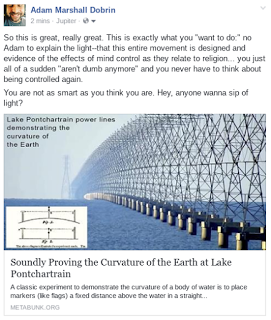 Adam Marshall Dobrin
2 mins · Jupiter ·
So this is great, really great. This is exactly what you "want to do:" no
Adam to explain the light--that this entire movement is designed and
evidence of the effects of mind control as they relate to religion... you just
all of a sudden "aren't dumb anymore" and you never have to think about
being controlled again.
You are not as smart as you think you are. Hey, anyone wanna sip of
light?
Lake Pontchartrain power lines
demonstrating the
curvature of
the Earth
Soundly Proving the Curvature of the Earth at Lake
Pontchartrain
A classic experiment to demonstrate the curvature of a body of water is to place
markers (like flags) a fixed distance above the water in a straight...
METABUNK.ORG